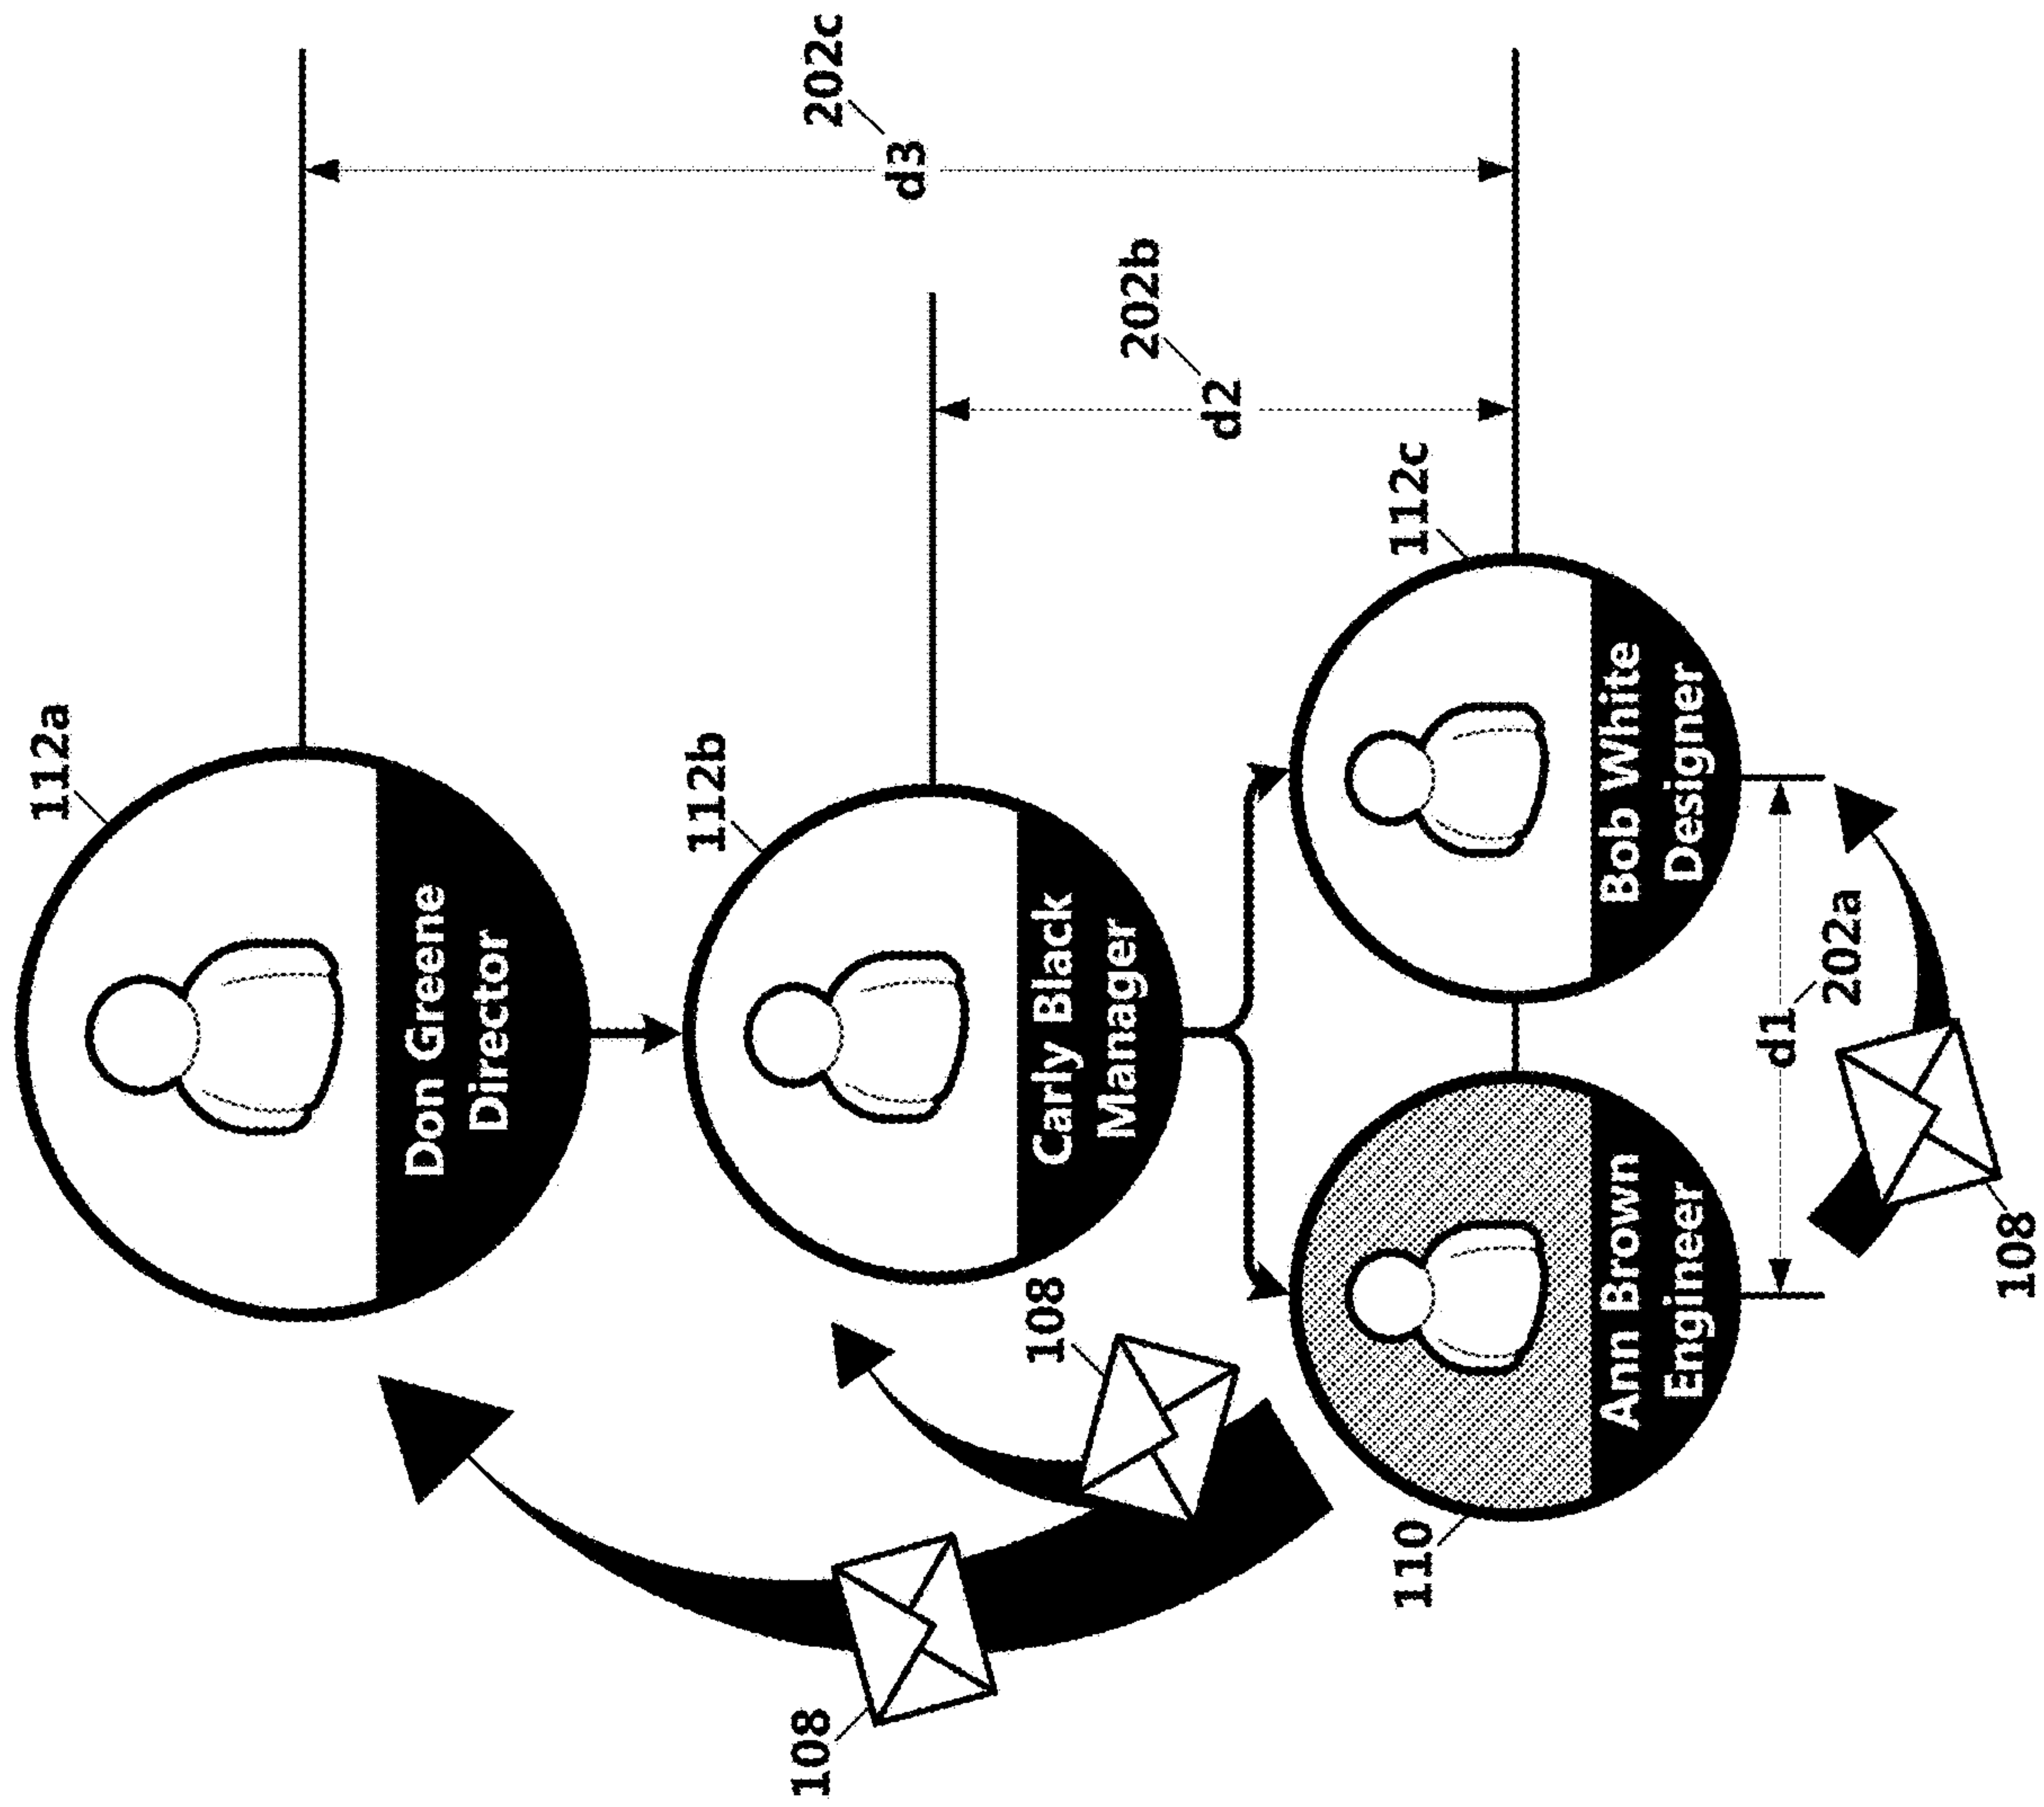 112a
Don Greene
Director
112b
Carly Black
Manager
108
108
110
Ann Brown
Engineer
112c
Bob White
Designer
d1
202a
108
d2
202b
d3
202c